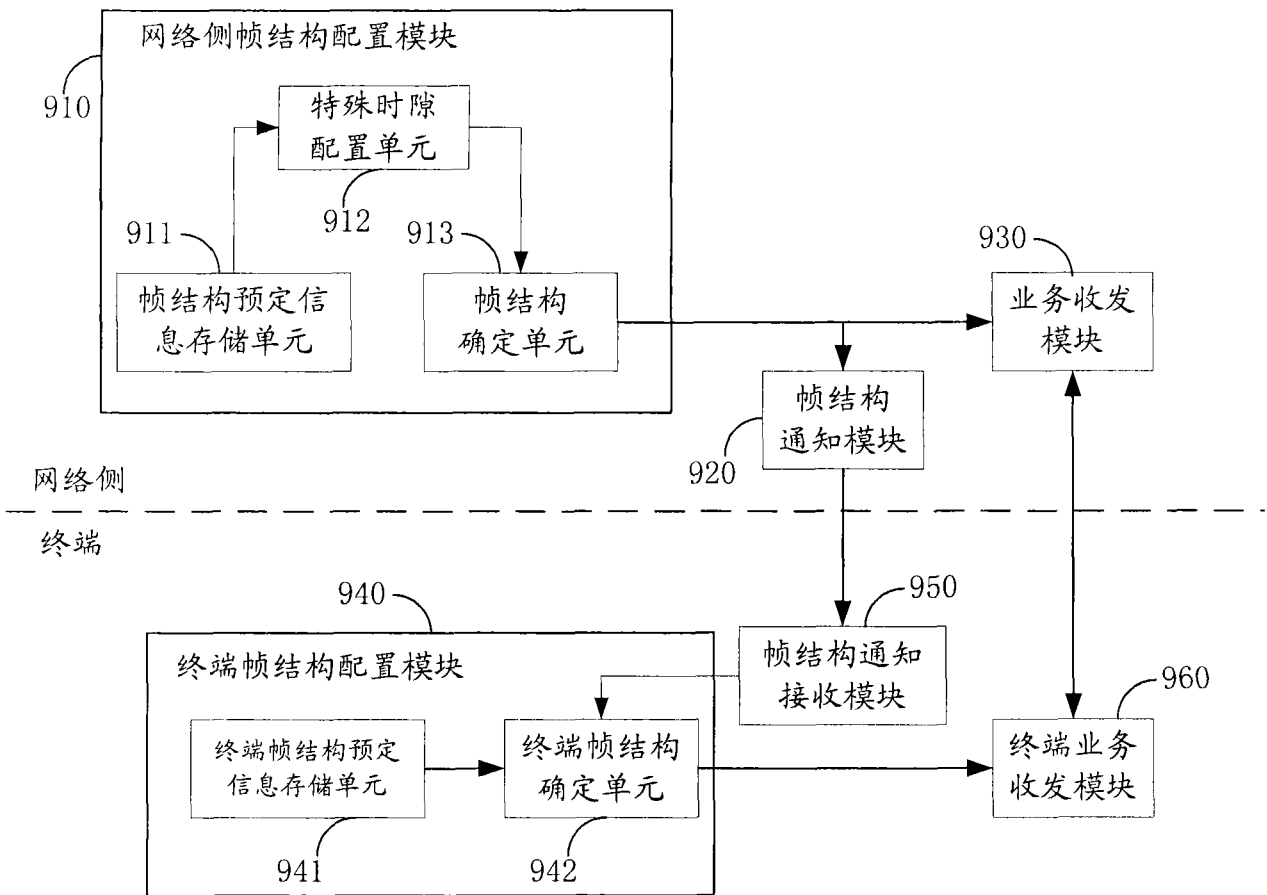 网络侧帧结构配置模块
910
特殊时隙
配置单元
912
911
913
930
帧结构预定信
息存储单元
帧结构
确定单元
业务收发
模块
帧结构
通知模块
920
网络侧
终端
940
950
终端帧结构配置模块
帧结构通知
接收模块
960
终端帧结构预定
信息存储单元
终端帧结构
确定单元
终端业务
收发模块
941
942